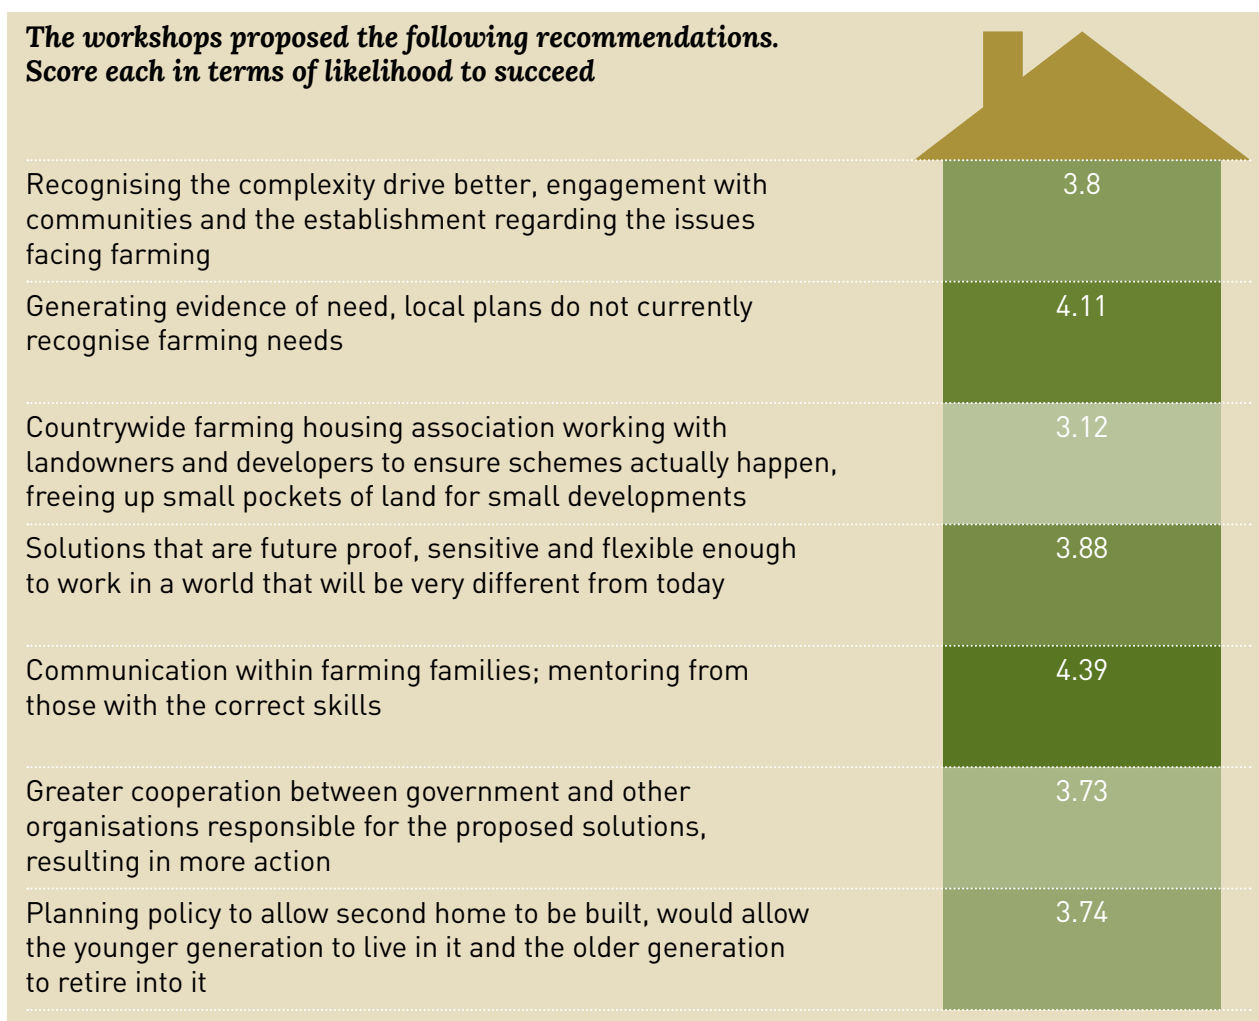 The workshops proposed the following recommendations.
Score each in terms of likelihood to succeed
Recognising the complexity drive better, engagement with
communities and the establishment regarding the issues
facing farming
3.8
Generating evidence of need, local plans do not currently
recognise farming needs
4.11
Countrywide farming housing association working with
landowners and developers to ensure schemes actually happen,
freeing up small pockets of land for small developments
3.12
Solutions that are future proof, sensitive and flexible enough
to work in a world that will be very different from today
3.88
Communication within farming families; mentoring from
those with the correct skills
4.39
Greater cooperation between government and other
organisations responsible for the proposed solutions,
resulting in more action
3.73
Planning policy to allow second home to be built, would allow
the younger generation to live in it and the older generation
to retire into it
3.74